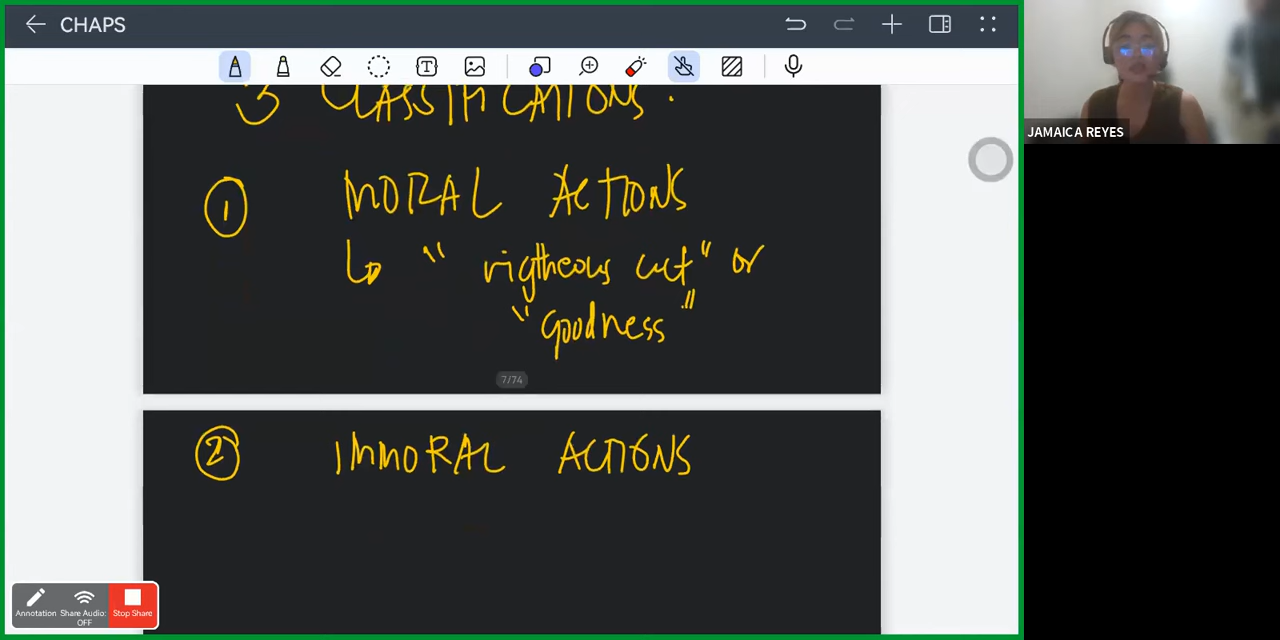 CHAPS
JAMAICA REYES
3 CLASSIFICATIONS :
1 MORAL ACTIONS
↳ " rigtheous act" or
"goodness"
7/74
2 IMMORAL ACTIONS
Annotation Share Audio: OFF Stop Share